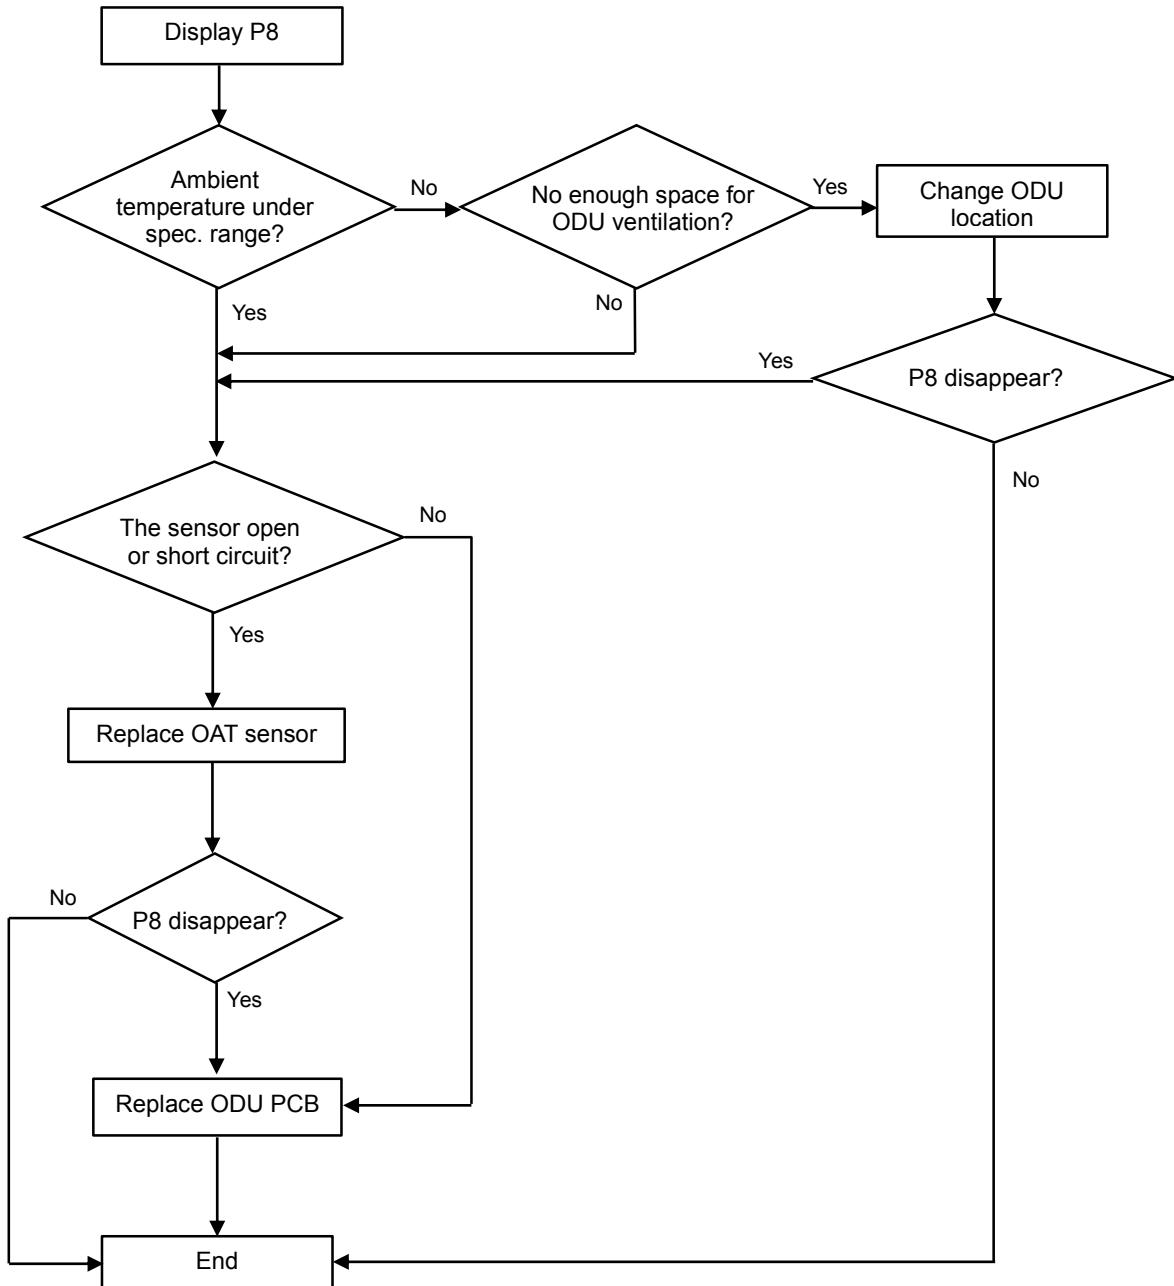 Display P8
Ambient
temperature under
spec. range?
No
No enough space for
ODU ventilation?
Yes
Change ODU
location
Yes
No
Yes
P8 disappear?
No
The sensor open
or short circuit?
No
Yes
Replace OAT sensor
No
P8 disappear?
Yes
Replace ODU PCB
End